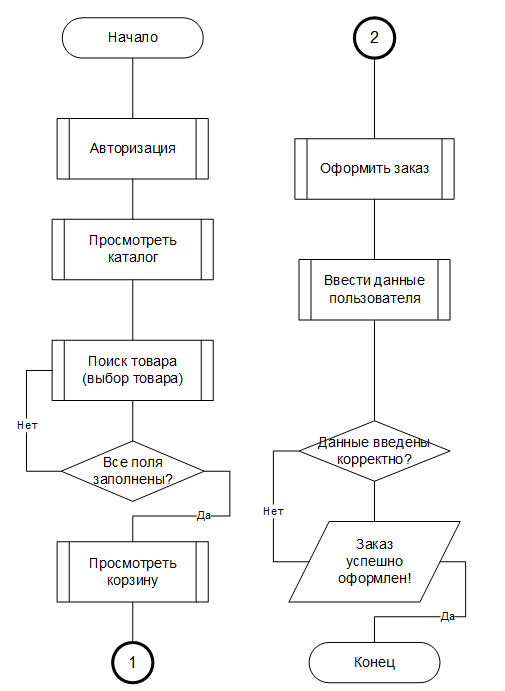 Начало
Авторизация
Просмотреть
каталог
Поиск товара
(выбор товара)
Нет
Все поля
заполнены?
Да
Просмотреть
корзину
1
2
Оформить заказ
Ввести данные
пользователя
Данные введены
корректно?
Нет
Заказ
успешно
оформлен!
Да
Конец